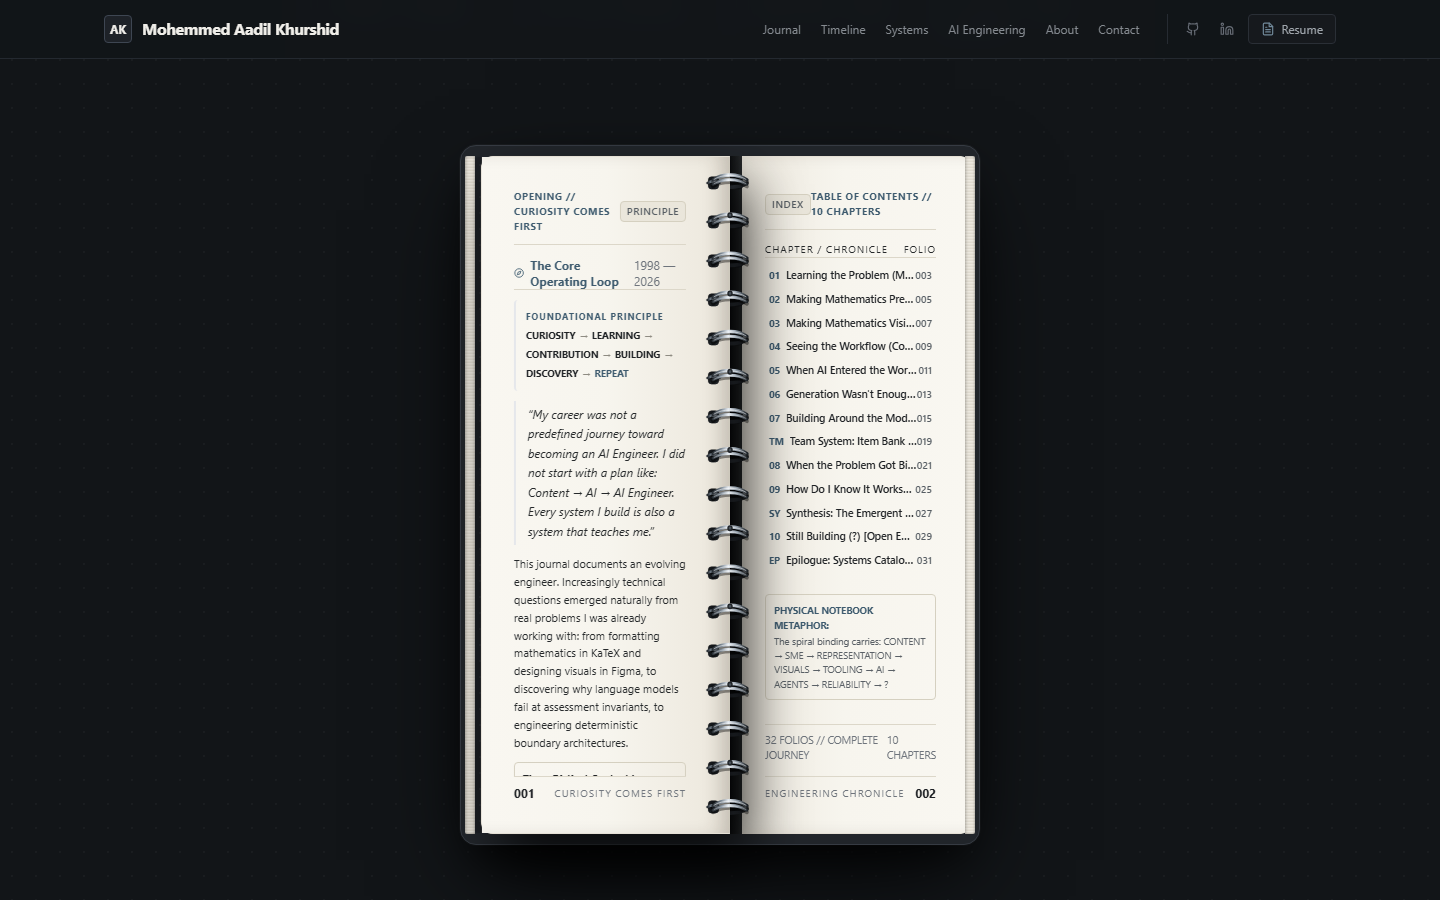 AK Mohemmed Aadil Khurshid
Journal Timeline Systems AI Engineering About Contact Resume
OPENING //
CURIOSITY COMES
FIRST
PRINCIPLE
The Core
Operating Loop
1998 —
2026
FOUNDATIONAL PRINCIPLE
CURIOSITY → LEARNING →
CONTRIBUTION → BUILDING →
DISCOVERY → REPEAT
“My career was not a
predefined journey toward
becoming an AI Engineer. I did
not start with a plan like:
Content → AI → AI Engineer.
Every system I build is also a
system that teaches me.”
This journal documents an evolving
engineer. Increasingly technical
questions emerged naturally from
real problems I was already
working with: from formatting
mathematics in KaTeX and
designing visuals in Figma, to
discovering why language models
fail at assessment invariants, to
engineering deterministic
boundary architectures.
001 CURIOSITY COMES FIRST
INDEX
TABLE OF CONTENTS //
10 CHAPTERS
CHAPTER / CHRONICLE FOLIO
01 Learning the Problem (M... 003
02 Making Mathematics Pre... 005
03 Making Mathematics Visi... 007
04 Seeing the Workflow (Co... 009
05 When AI Entered the Wor... 011
06 Generation Wasn't Enoug... 013
07 Building Around the Mod... 015
TM Team System: Item Bank ... 019
08 When the Problem Got Bi... 021
09 How Do I Know It Works... 025
SY Synthesis: The Emergent ... 027
10 Still Building (?) [Open E... 029
EP Epilogue: Systems Catalo... 031
PHYSICAL NOTEBOOK
METAPHOR:
The spiral binding carries: CONTENT
→ SME → REPRESENTATION →
VISUALS → TOOLING → AI →
AGENTS → RELIABILITY → ?
32 FOLIOS // COMPLETE
JOURNEY
10
CHAPTERS
ENGINEERING CHRONICLE 002